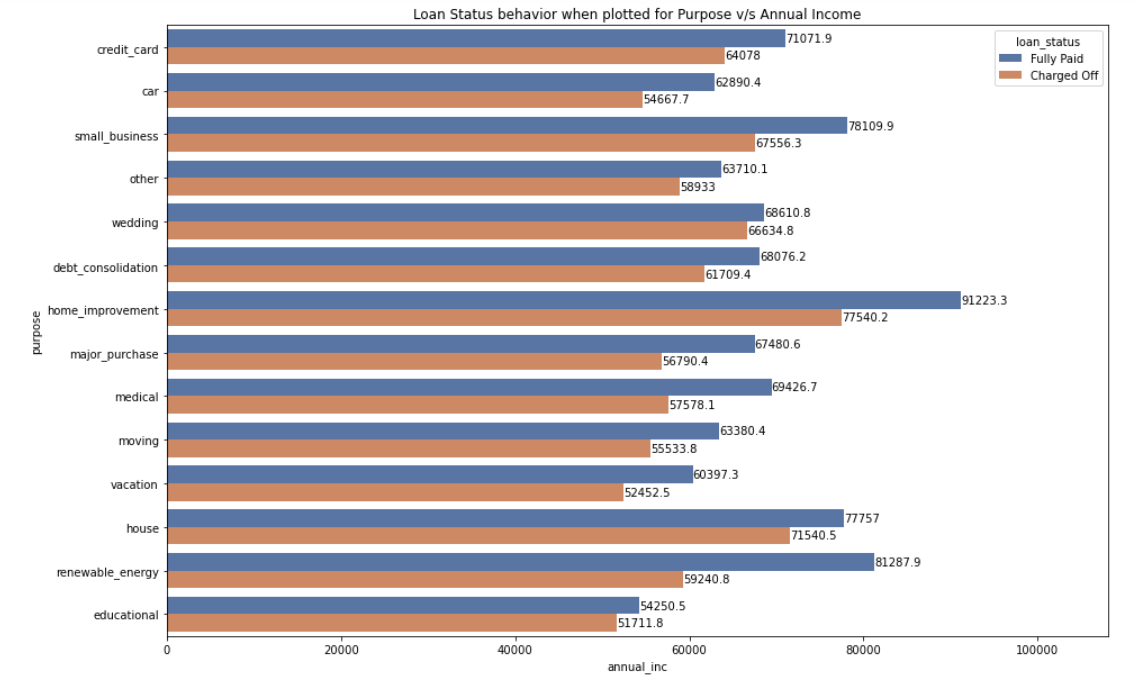 Loan Status behavior when plotted for Purpose v/s Annual Income
loan_status
Fully Paid
Charged Off
purpose
credit_card
71071.9
64078
car
62890.4
54667.7
small_business
78109.9
67556.3
other
63710.1
58933
wedding
68610.8
66634.8
debt_consolidation
68076.2
61709.4
home_improvement
91223.3
77540.2
major_purchase
67480.6
56790.4
medical
69426.7
57578.1
moving
63380.4
55533.8
vacation
60397.3
52452.5
house
77757
71540.5
renewable_energy
81287.9
59240.8
educational
54250.5
51711.8
0 20000 40000 60000 80000 100000
annual_inc